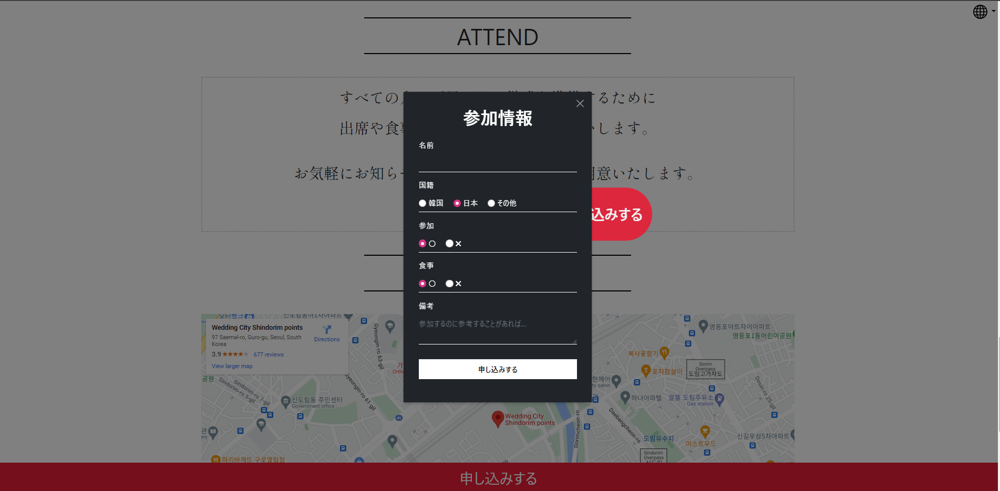 ATTEND
すべての
るために
出席や食
します。
お気軽にお知ら
意いたします。
込みする
参加情報
名前
国籍
韓国 日本 その他
参加
○ ×
食事
○ ×
備考
参加するのに参考することがあれば...
申し込みする
Wedding City Shindorim points
97 Saemal-ro, Guro-gu, Seoul, South
Korea
Directions
3.9 677 reviews
View larger map
공원
Sindorim-ro 5-gil
Sindorim-ro 7-gil
Gyeongin-ro 63-gil
Gyeongin-ro 61-gil
신도림동 주민센터
Government office
46
파리바게뜨 구로엘림점
Wedding City
Shindorim points
Dorimcheon-ro
영등포아트자이아파트
영등포1동어린이공원
복사꽃향기
포차참살이
Dorim
Overpass
도림고가차도
현헤어
ty salon
하나아파텔
알뜰 도림주유소
Gas station
Dosin-ro 25-gil
Daebangcheon-ro
도림유수지
이스트우드
신길우성5차아파트
Sindorim
Overpass
申し込みする